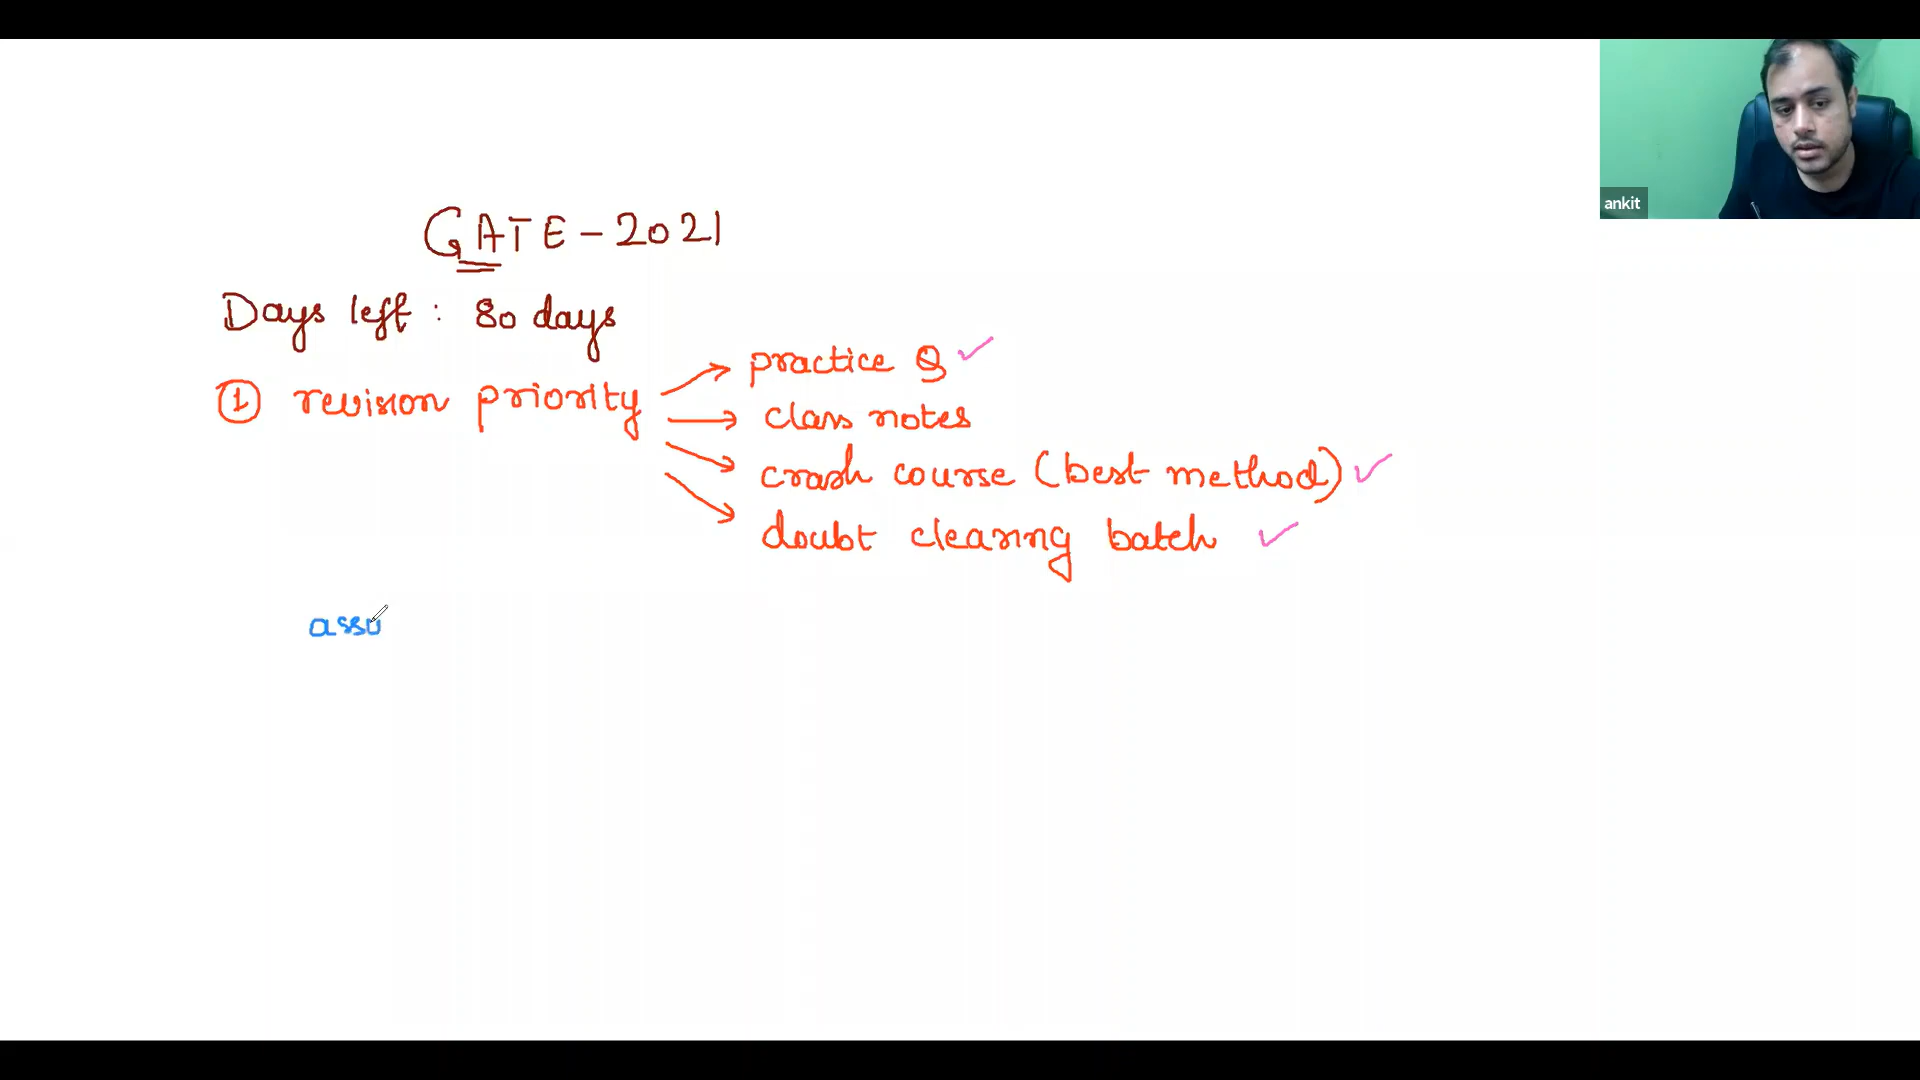 ankit
GATE - 2021
Days left : 80 days
① revision priority
practice Q ✓
class notes
crash course (best method) ✓
doubt clearing batch ✓
assu